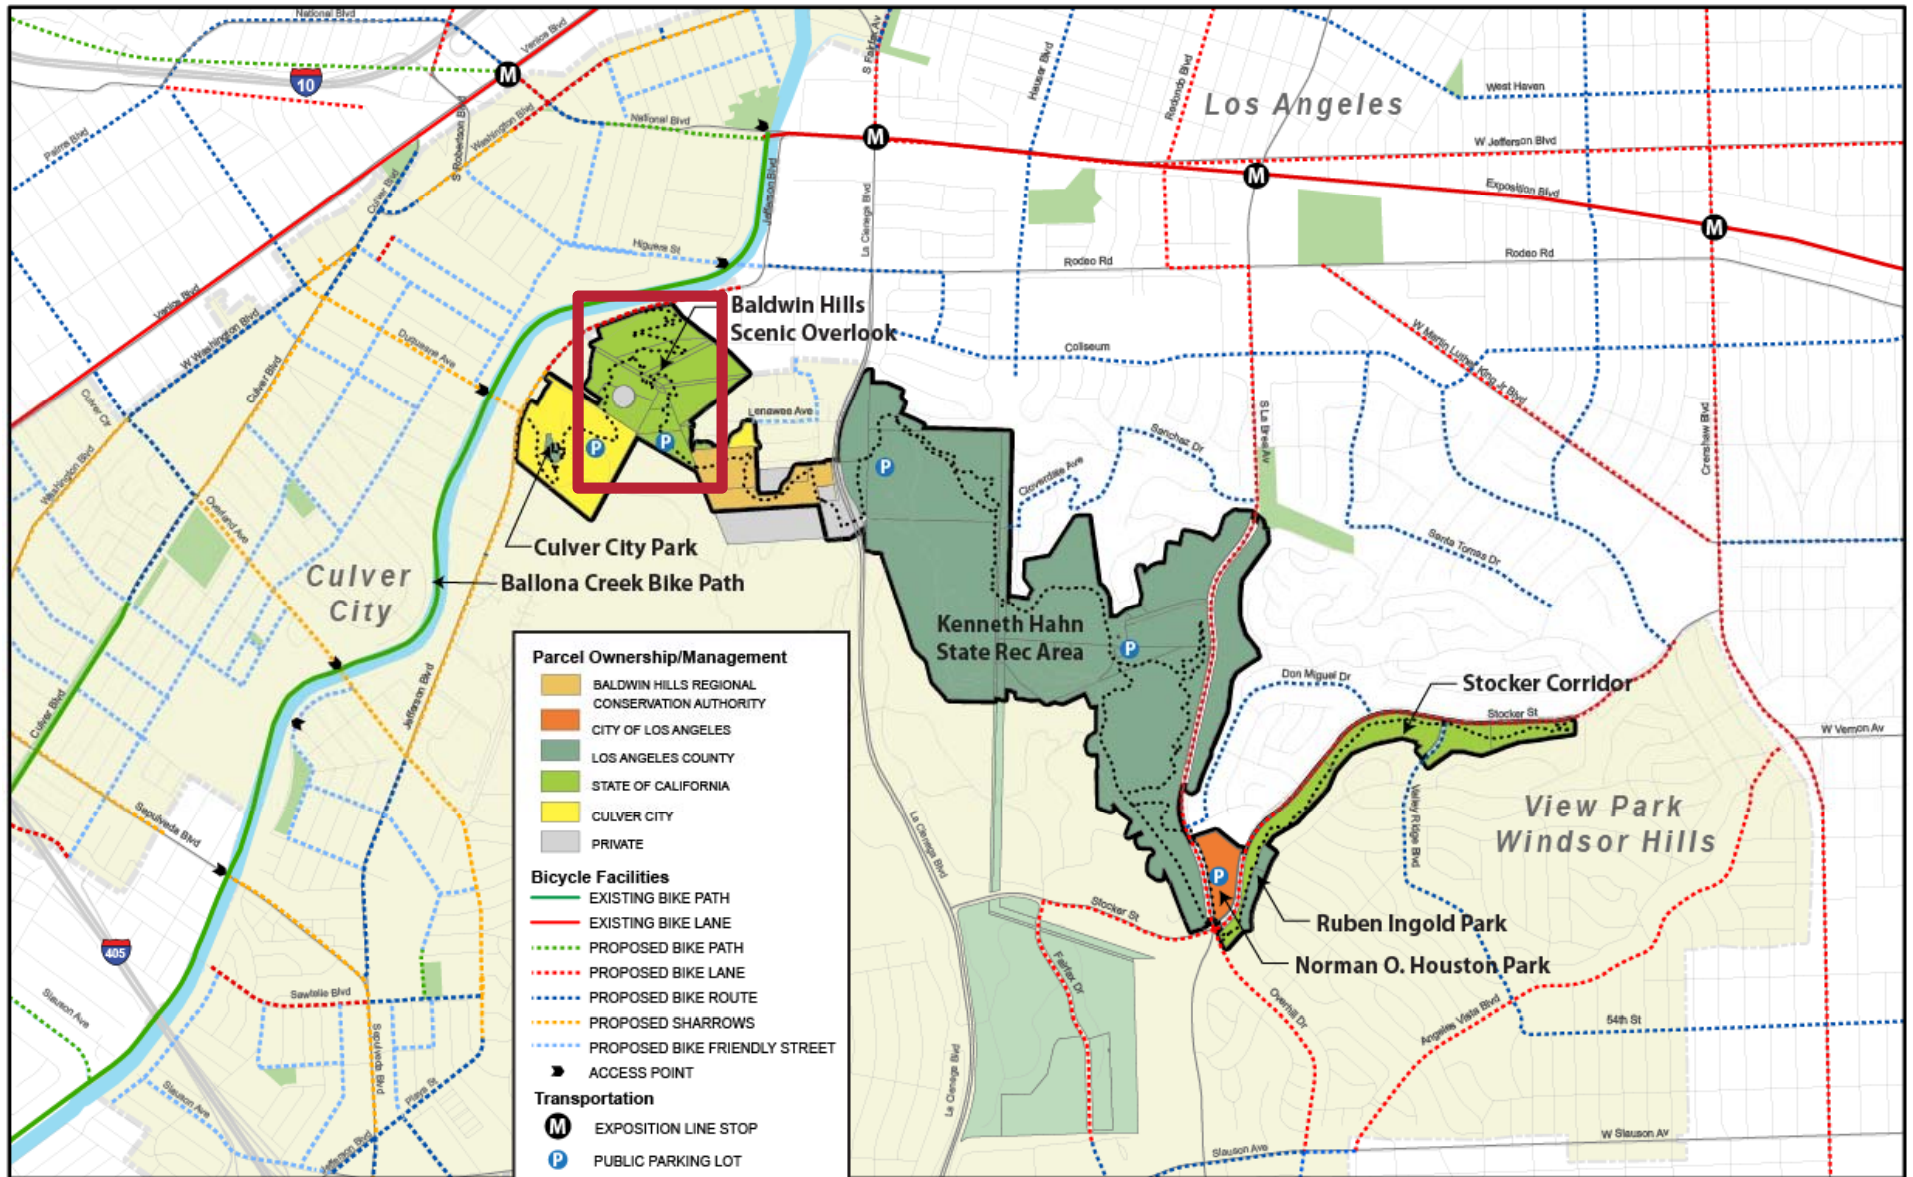 National Blvd
Venice Blvd
S Fairfax Av
Hauser Blvd
Redondo Blvd
10
M
Los Angeles
West Haven
Palms Blvd
S Robertson Blvd
Washington Blvd
National Blvd
M
W Jefferson Blvd
Culver Blvd
Jefferson Blvd
La Cienega Blvd
M
Exposition Blvd
M
Higuera St
Rodeo Rd
Rodeo Rd
Venice Blvd
W Washington Blvd
Baldwin Hills
Scenic Overlook
Duquesne Ave
Coliseum
W Martin Luther King Jr Blvd
Culver Blvd
Culver City
Lenawee Ave
S La Brea Av
Crenshaw Blvd
Sanchez Dr
Cloverdale Ave
Washington Blvd
P
P
P
Overland Ave
Culver City Park
Santa Tomas Dr
Culver
City
Ballona Creek Bike Path
Kenneth Hahn
State Rec Area
P
Jefferson Blvd
Culver Blvd
Don Miguel Dr
Stocker Corridor
Stocker St
W Vernon Av
Parcel Ownership/Management
BALDWIN HILLS REGIONAL
CONSERVATION AUTHORITY
CITY OF LOS ANGELES
LOS ANGELES COUNTY
STATE OF CALIFORNIA
CULVER CITY
PRIVATE
Sepulveda Blvd
La Cienega Blvd
Valley Ridge Blvd
View Park
Windsor Hills
P
Bicycle Facilities
EXISTING BIKE PATH
EXISTING BIKE LANE
PROPOSED BIKE PATH
PROPOSED BIKE LANE
PROPOSED BIKE ROUTE
PROPOSED SHARROWS
PROPOSED BIKE FRIENDLY STREET
ACCESS POINT
Transportation
M EXPOSITION LINE STOP
P PUBLIC PARKING LOT
Stocker St
Ruben Ingold Park
Norman O. Houston Park
405
Slauson Ave
Sawtelle Blvd
Sepulveda Blvd
Fairfax Dr
Overhill Dr
Angeles Vista Blvd
54th St
Slauson Ave
Playa St
Jefferson Blvd
La Cienega Blvd
Slauson Ave
W Slauson Av